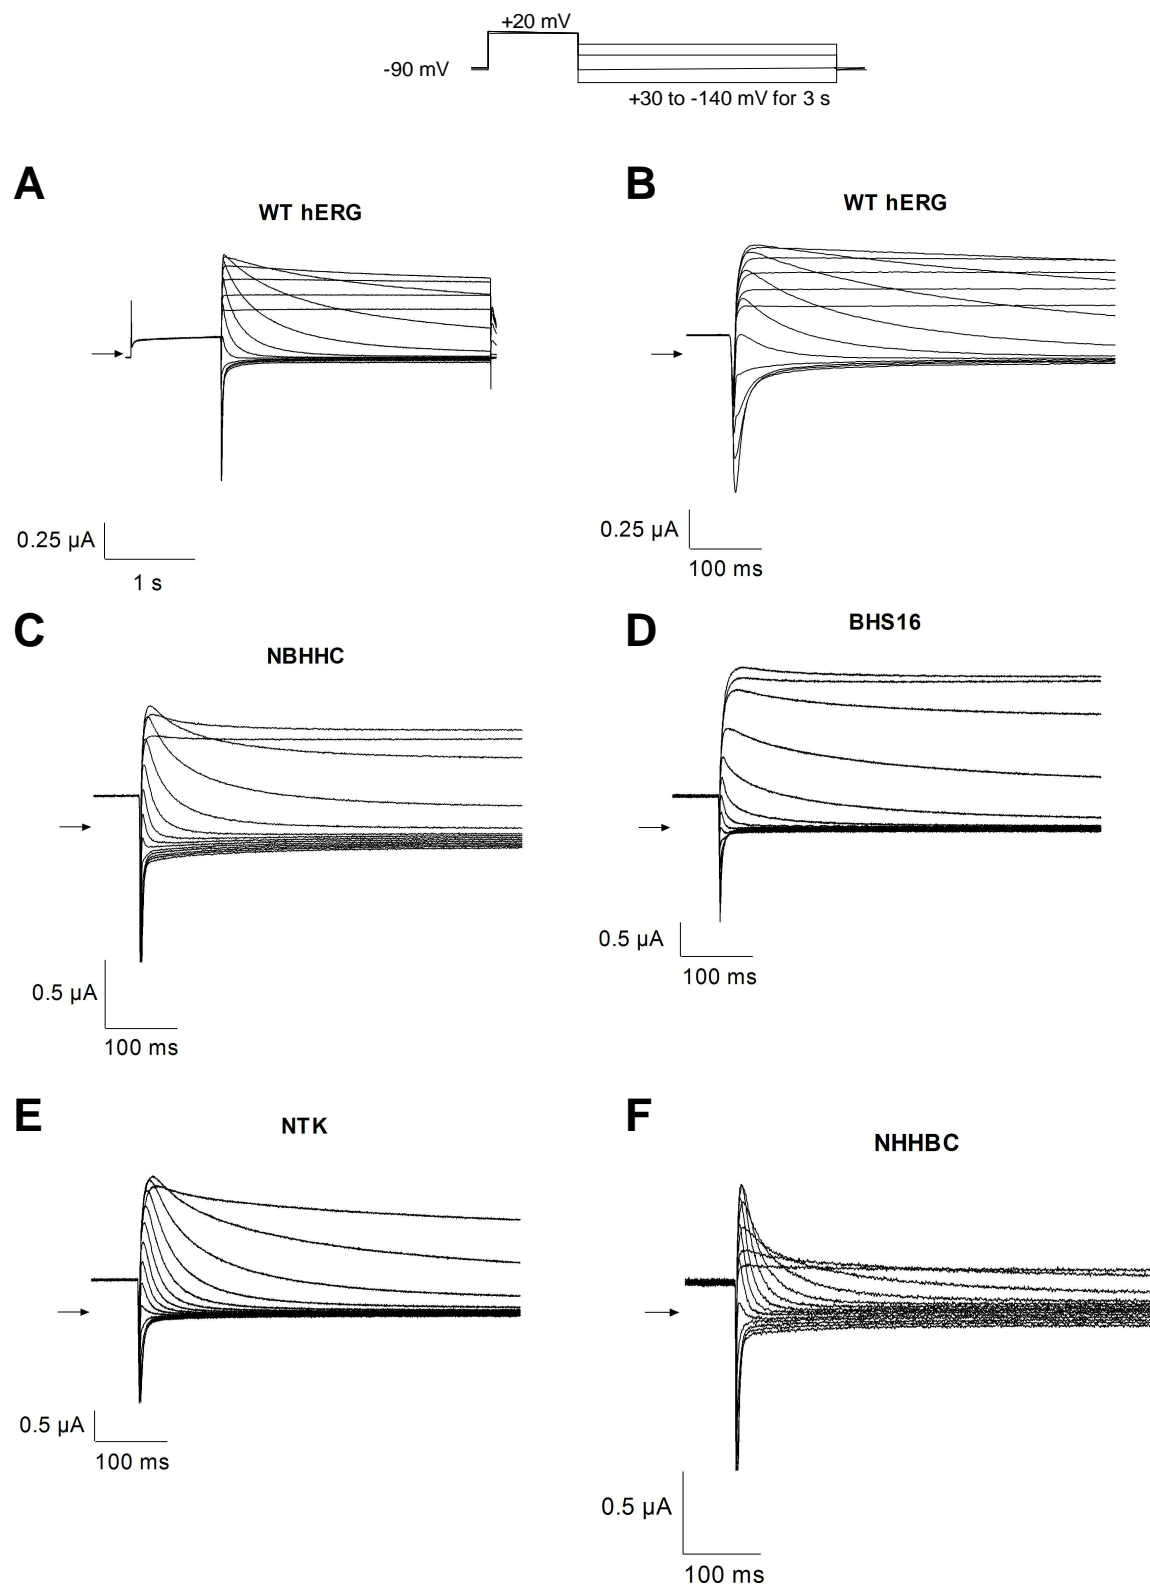 +20 mV
-90 mV
+30 to -140 mV for 3 s
A
B
WT hERG
WT hERG
0.25 µA
1 s
0.25 µA
100 ms
C
D
NBHHC
BHS16
0.5 µA
100 ms
0.5 µA
100 ms
E
F
NTK
NHHBC
0.5 µA
100 ms
0.5 µA
100 ms